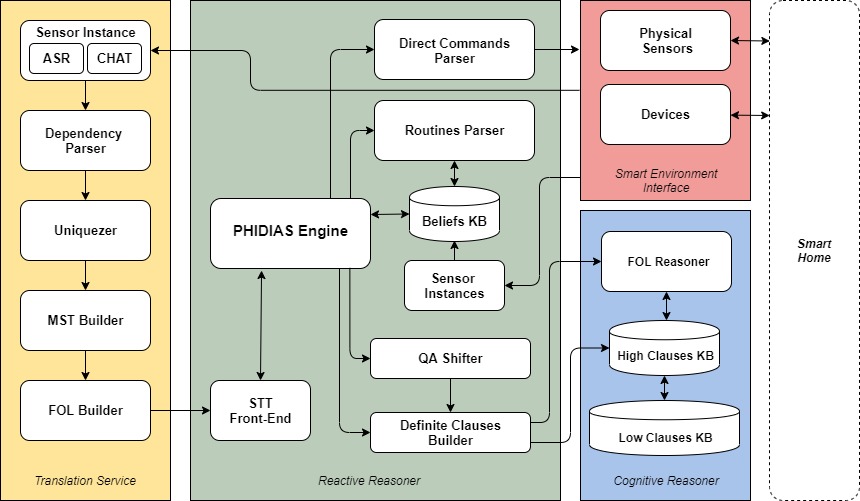 Sensor Instance
ASR
CHAT
Dependency
Parser
Uniquezer
MST Builder
FOL Builder
Translation Service
Direct Commands
Parser
Routines Parser
Beliefs KB
PHIDIAS Engine
Sensor
Instances
QA Shifter
STT
Front-End
Definite Clauses
Builder
Reactive Reasoner
Physical
Sensors
Devices
Smart Environment
Interface
FOL Reasoner
High Clauses KB
Low Clauses KB
Cognitive Reasoner
Smart
Home